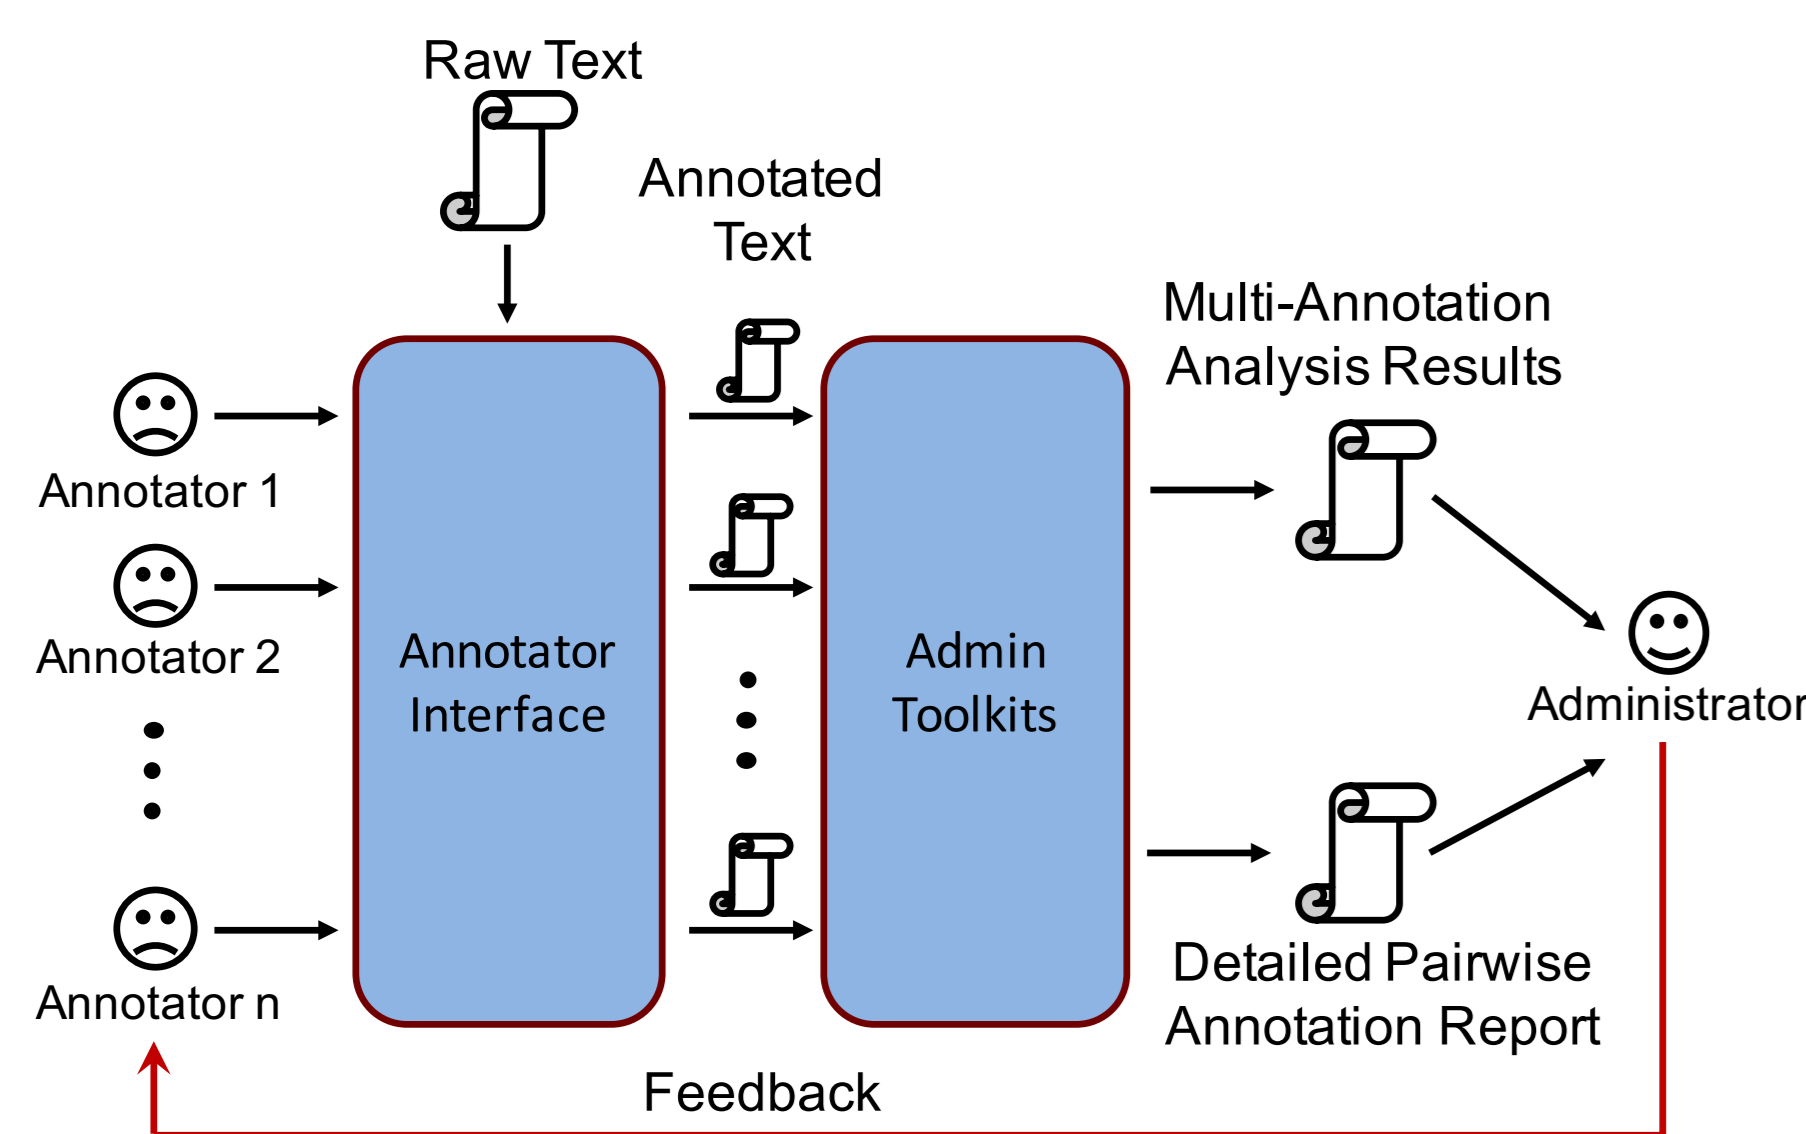 Raw Text
Annotated
Text
Multi-Annotation
Analysis Results
Annotator 1
Annotator 2
Annotator n
Annotator
Interface
Admin
Toolkits
Administrator
Detailed Pairwise
Annotation Report
Feedback